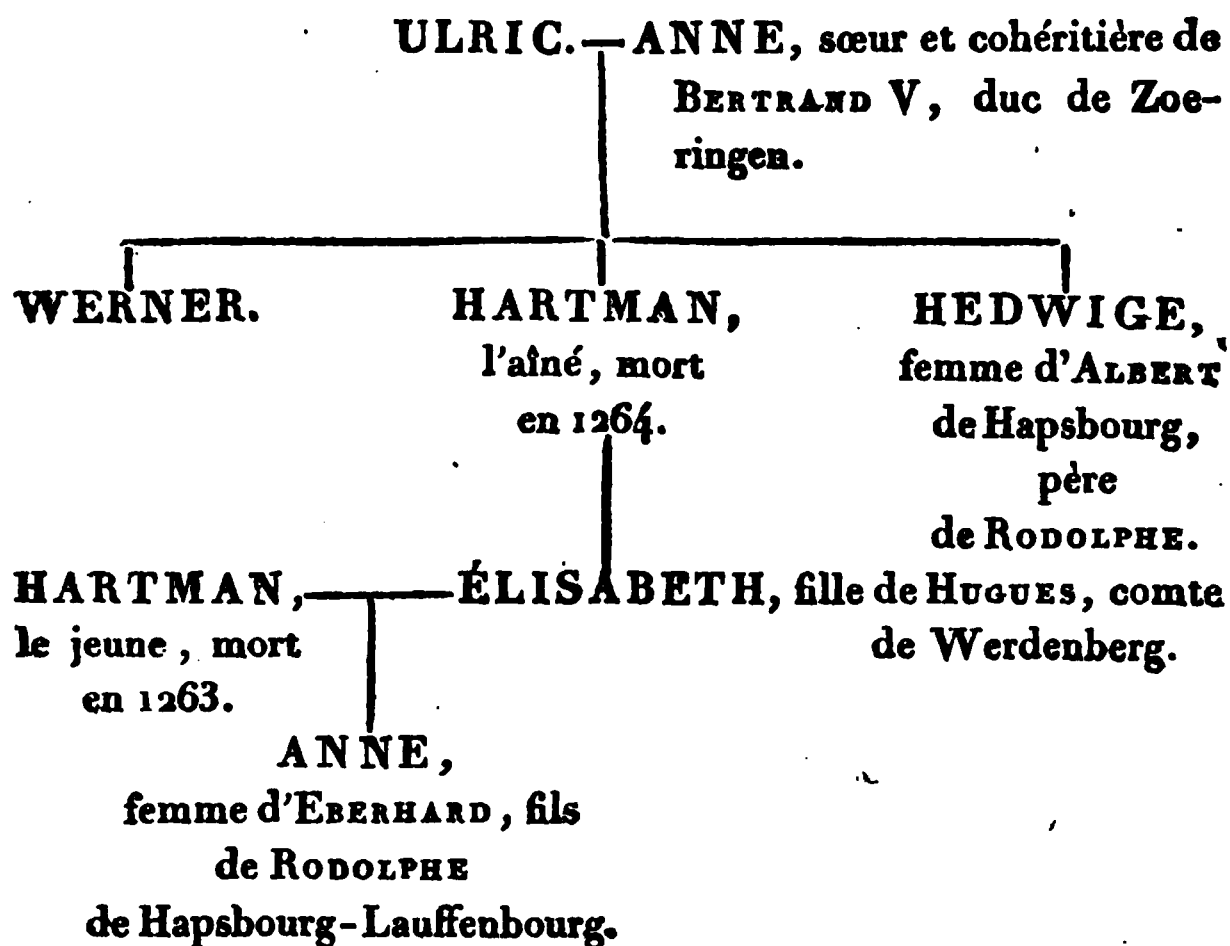 ULRIC.—ANNE, sœur et cohéritière de
BERTRAND V, duc de Zoe-
ringen.
WERNER.
HARTMAN,
l'aîné, mort
en 1264.
HEDWIGE,
femme d'ALBERT
de Hapsbourg,
père
de RODOLPHE.
HARTMAN,—ÉLISABETH, fille de HUGUES, comte
de Werdenberg.
le jeune, mort
en 1263.
ANNE,
femme d'EBERHARD, fils
de RODOLPHE
de Hapsbourg-Lauffenbourg.